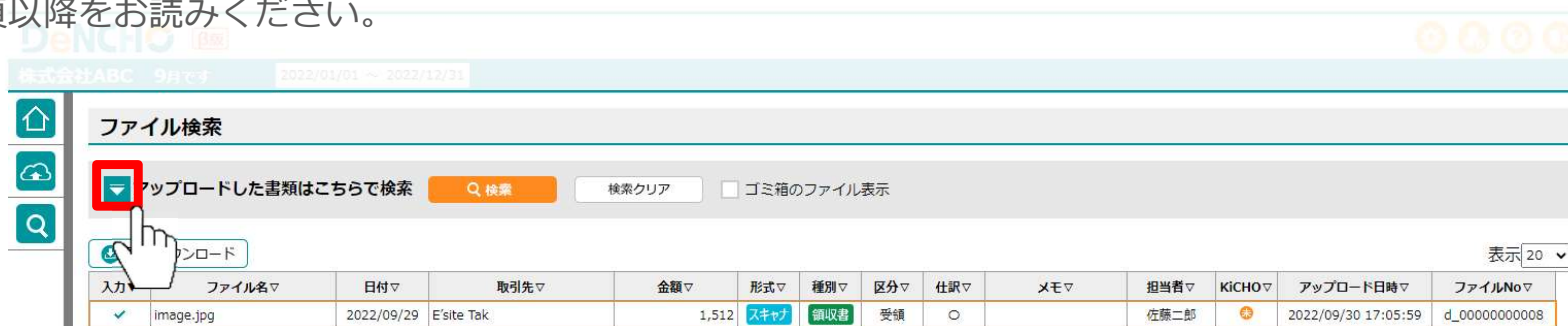 以降をお読みください。
DeNCHO β版
株式会社ABC 9月です 2022/01/01 ～ 2022/12/31
ファイル検索
アップロードした書類はこちらで検索 検索 検索クリア ゴミ箱のファイル表示
ンロード 表示 20
入力▼ ファイル名▽ 日付▽ 取引先▽ 金額▽ 形式▽ 種別▽ 区分▽ 仕訳▽ メモ▽ 担当者▽ KiCHO▽ アップロード日時▽ ファイルNo▽
image.jpg 2022/09/29 E'site Tak 1,512 スキャナ 領収書 受領 ○ 佐藤二郎 2022/09/30 17:05:59 d_00000000008